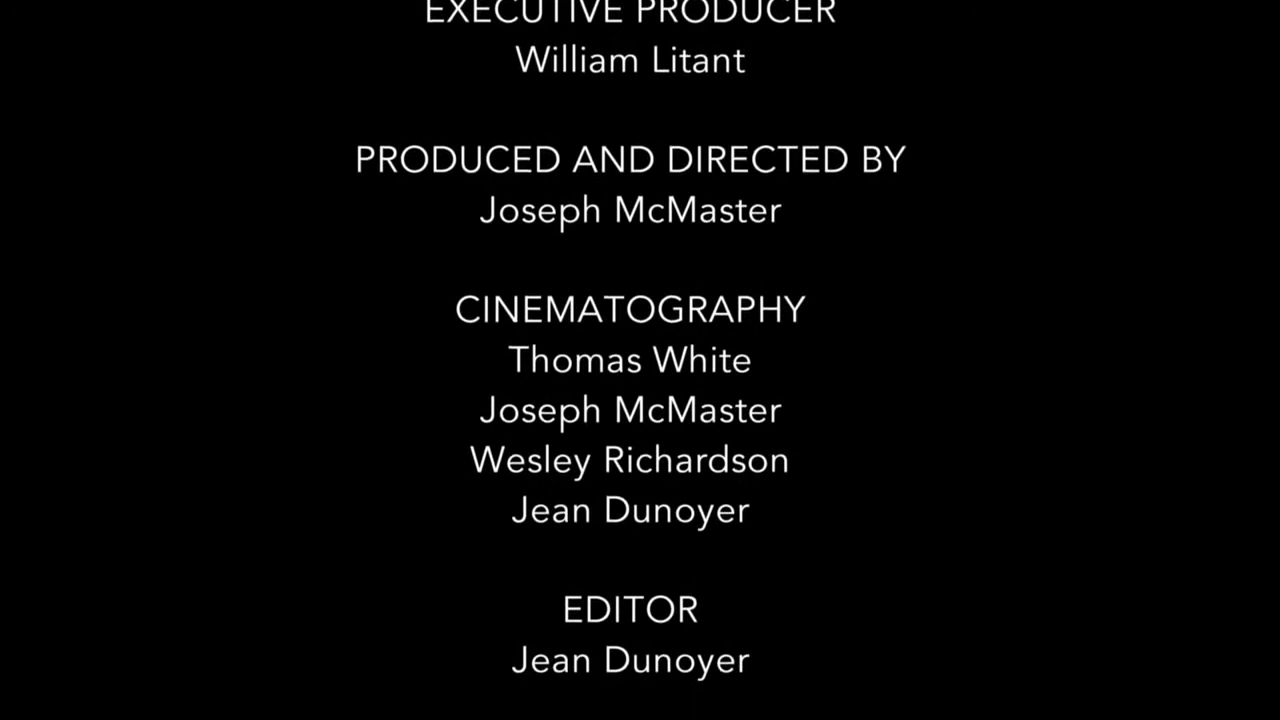 EXECUTIVE PRODUCER
William Litant
PRODUCED AND DIRECTED BY
Joseph McMaster
CINEMATOGRAPHY
Thomas White
Joseph McMaster
Wesley Richardson
Jean Dunoyer
EDITOR
Jean Dunoyer